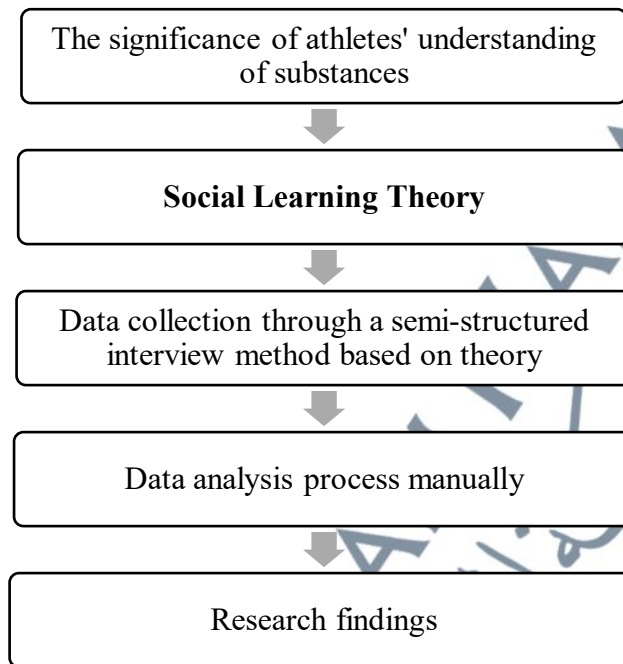 The significance of athletes' understanding
of substances
Social Learning Theory
Data collection through a semi-structured
interview method based on theory
Data analysis process manually
Research findings